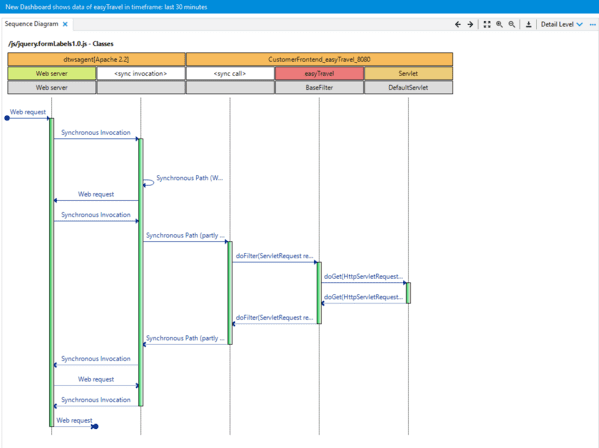 New Dashboard shows data of easyTravel in timeframe: last 30 minutes
Sequence Diagram
Detail Level
/js/jquery.formLabels1.0.js - Classes
dtwsagent[Apache 2.2] CustomerFrontend_easyTravel_8080
Web server <sync invocation> <sync call> easyTravel Servlet
Web server BaseFilter DefaultServlet
Web request
Synchronous Invocation
Synchronous Path (W...
Web request
Synchronous Invocation
Synchronous Path (partly ...
doFilter(ServletRequest re...
doGet(HttpServletRequest...
doGet(HttpServletRequest...
doFilter(ServletRequest re...
Synchronous Path (partly ...
Synchronous Invocation
Web request
Synchronous Invocation
Web request